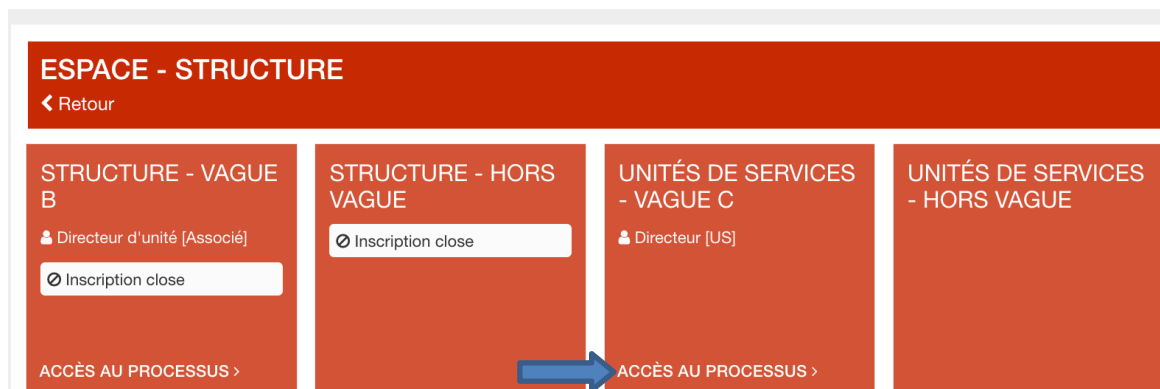 ESPACE - STRUCTURE
Retour
STRUCTURE - VAGUE
B
Directeur d'unité [Associé]
Inscription close
ACCÈS AU PROCESSUS >
STRUCTURE - HORS
VAGUE
Inscription close
UNITÉS DE SERVICES
- VAGUE C
Directeur [US]
ACCÈS AU PROCESSUS >
UNITÉS DE SERVICES
- HORS VAGUE